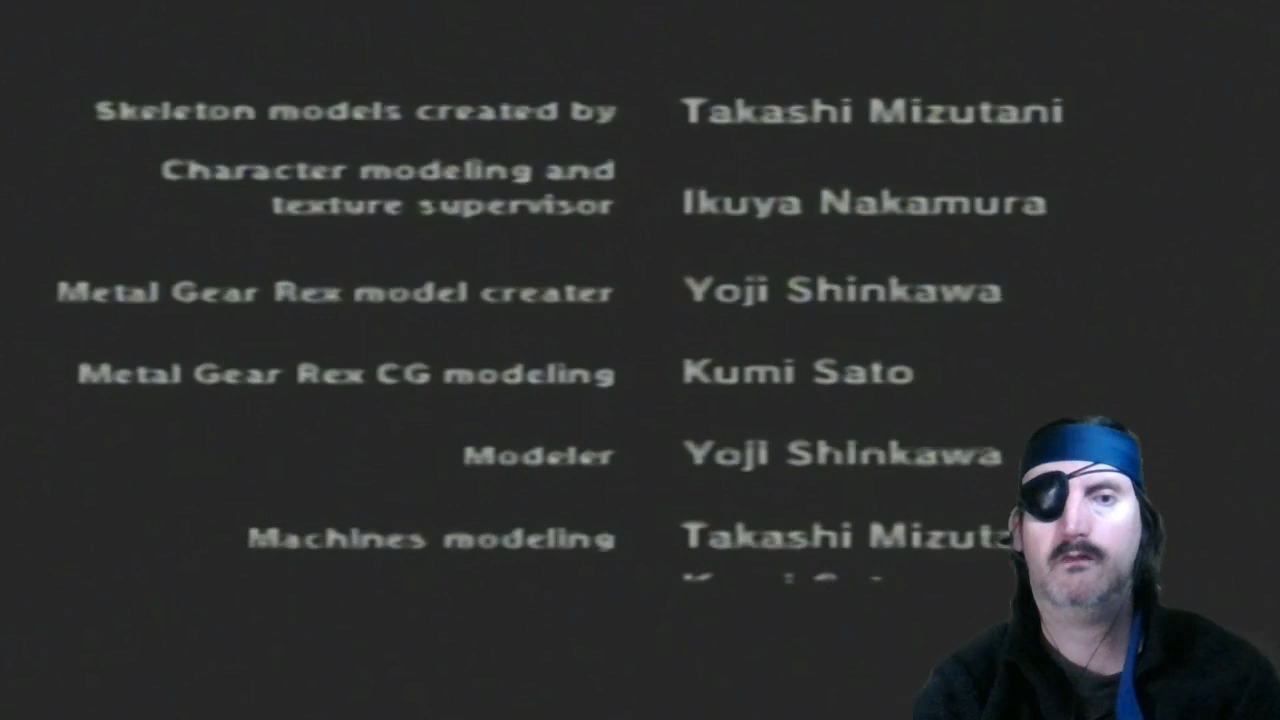 Skeleton models created by Takashi Mizutani
Character modeling and
texture supervisor Ikuya Nakamura
Metal Gear Rex model creater Yoji Shinkawa
Metal Gear Rex CG modeling Kumi Sato
Modeler Yoji Shinkawa
Machines modeling Takashi